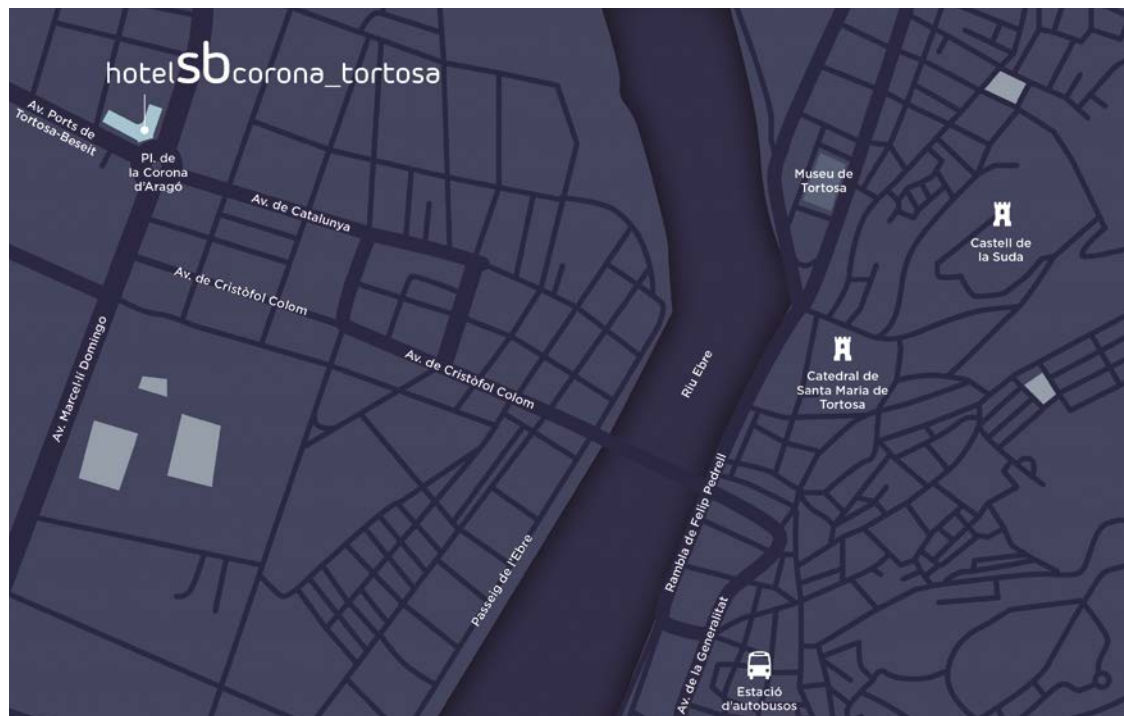 hotelsbcorona_tortosa
Av. Ports de
Tortosa-Beseit
Pl. de
la Corona
d'Aragó
Av. de Catalunya
Museu de
Tortosa
Castell de
la Suda
Av. de Cristòfol Colom
Av. Marcel·lí Domingo
Av. de Cristòfol Colom
Riu Ebre
Catedral de
Santa Maria de
Tortosa
Passeig de l'Ebre
Rambla de Felip Pedrell
Av. de la Generalitat
Estació
d'autobusos